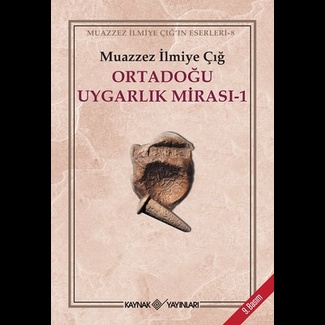 MUAZZEZ İLMİYE ÇIĞ'IN ESERLERİ-8
Muazzez İlmiye Çığ
ORTADOĞU
UYGARLIK MİRASI-1
9. Basım
KAYNAK YAYINLARI